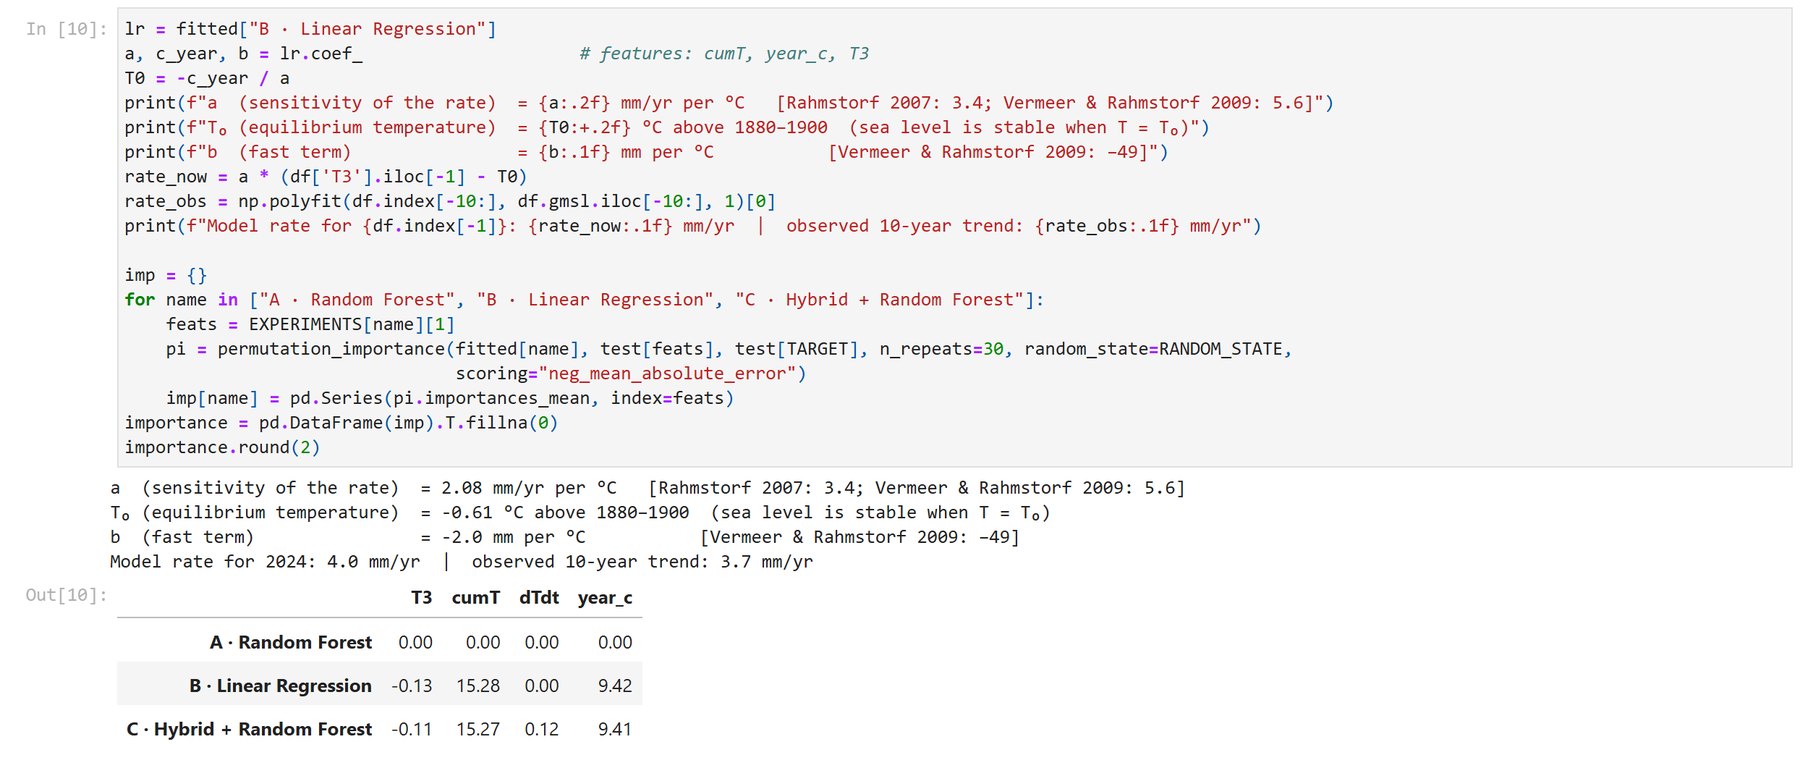 In [10]:
lr = fitted["B · Linear Regression"]
a, c_year, b = lr.coef_                     # features: cumT, year_c, T3
T0 = -c_year / a
print(f"a  (sensitivity of the rate)  = {a:.2f} mm/yr per °C   [Rahmstorf 2007: 3.4; Vermeer & Rahmstorf 2009: 5.6]")
print(f"T₀ (equilibrium temperature)  = {T0:+.2f} °C above 1880–1900  (sea level is stable when T = T₀)")
print(f"b  (fast term)                = {b:.1f} mm per °C           [Vermeer & Rahmstorf 2009: −49]")
rate_now = a * (df['T3'].iloc[-1] - T0)
rate_obs = np.polyfit(df.index[-10:], df.gmsl.iloc[-10:], 1)[0]
print(f"Model rate for {df.index[-1]}: {rate_now:.1f} mm/yr  |  observed 10-year trend: {rate_obs:.1f} mm/yr")

imp = {}
for name in ["A · Random Forest", "B · Linear Regression", "C · Hybrid + Random Forest"]:
    feats = EXPERIMENTS[name][1]
    pi = permutation_importance(fitted[name], test[feats], test[TARGET], n_repeats=30, random_state=RANDOM_STATE,
                                scoring="neg_mean_absolute_error")
    imp[name] = pd.Series(pi.importances_mean, index=feats)
importance = pd.DataFrame(imp).T.fillna(0)
importance.round(2)
a  (sensitivity of the rate)  = 2.08 mm/yr per °C   [Rahmstorf 2007: 3.4; Vermeer & Rahmstorf 2009: 5.6]
T₀ (equilibrium temperature)  = -0.61 °C above 1880–1900  (sea level is stable when T = T₀)
b  (fast term)                = -2.0 mm per °C           [Vermeer & Rahmstorf 2009: −49]
Model rate for 2024: 4.0 mm/yr  |  observed 10-year trend: 3.7 mm/yr
Out[10]:
T3 cumT dTdt year_c
A · Random Forest 0.00 0.00 0.00 0.00
B · Linear Regression -0.13 15.28 0.00 9.42
C · Hybrid + Random Forest -0.11 15.27 0.12 9.41